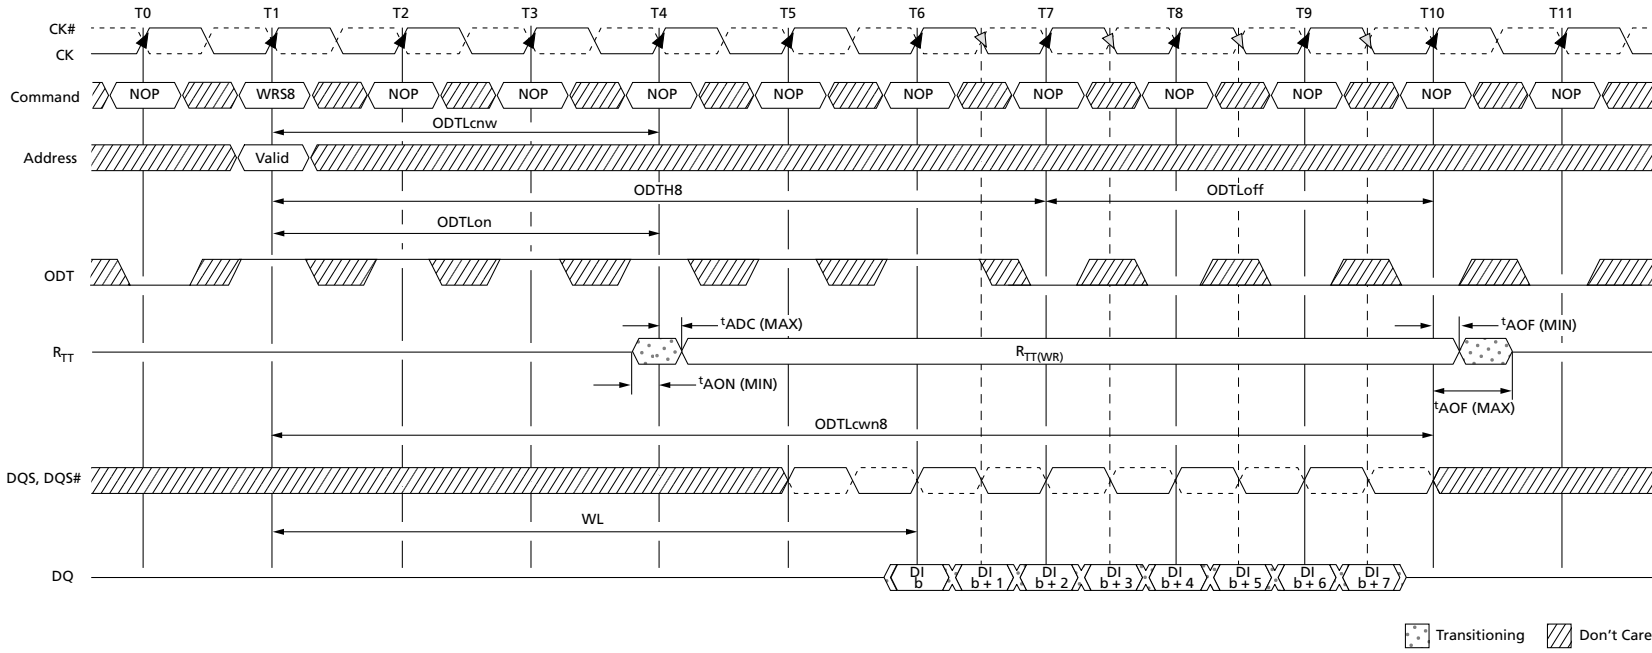 T0 T1 T2 T3 T4 T5 T6 T7 T8 T9 T10 T11
CK#
CK
Command NOP WRS8 NOP NOP NOP NOP NOP NOP NOP NOP NOP NOP
ODTLcnw
Address Valid
ODTH8 ODTLoff
ODTLon
ODT
tADC (MAX) tAOF (MIN)
RTT RTT(WR)
tAON (MIN)
tAOF (MAX)
ODTLcwn8
DQS, DQS#
WL
DQ DI b DI b + 1 DI b + 2 DI b + 3 DI b + 4 DI b + 5 DI b + 6 DI b + 7
Transitioning Don't Care